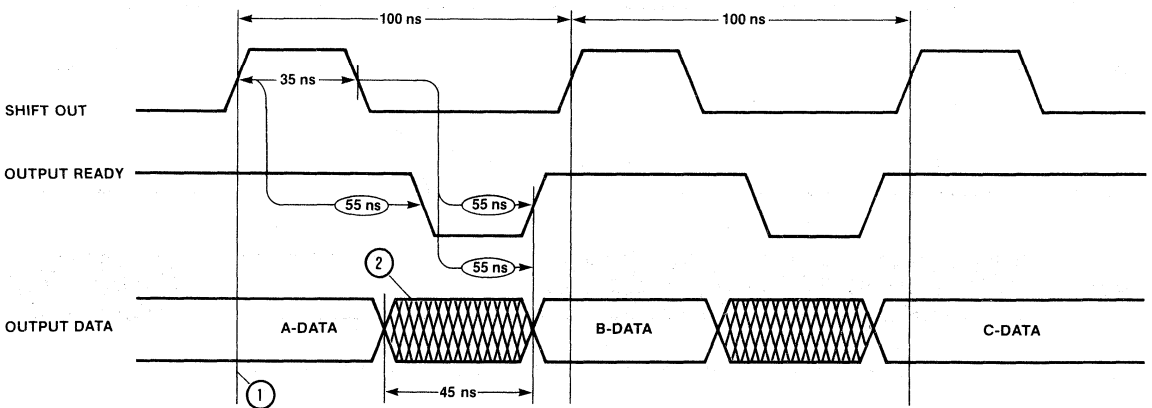 100 ns
100 ns
35 ns
SHIFT OUT
OUTPUT READY
55 ns
55 ns
55 ns
2
OUTPUT DATA
A-DATA
B-DATA
C-DATA
45 ns
1